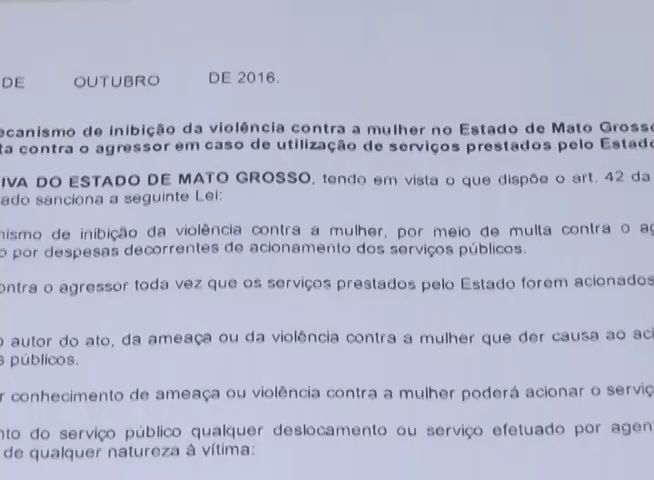 DE OUTUBRO DE 2016.
ecanismo de inibição da violência contra a mulher no Estado de Mato Grosso
ta contra o agressor em caso de utilização de serviços prestados pelo Estado
IVA DO ESTADO DE MATO GROSSO, tendo em vista o que dispõe o art. 42 da
ado sanciona a seguinte Lei:
nismo de inibição da violência contra a mulher, por meio de multa contra o ag
o por despesas decorrentes de acionamento dos serviços públicos.
ontra o agressor toda vez que os serviços prestados pelo Estado forem acionados
o autor do ato, da ameaça ou da violência contra a mulher que der causa ao aci
s públicos.
r conhecimento de ameaça ou violência contra a mulher poderá acionar o serviç
nto do serviço público qualquer deslocamento ou serviço efetuado por agen
de qualquer natureza à vítima: